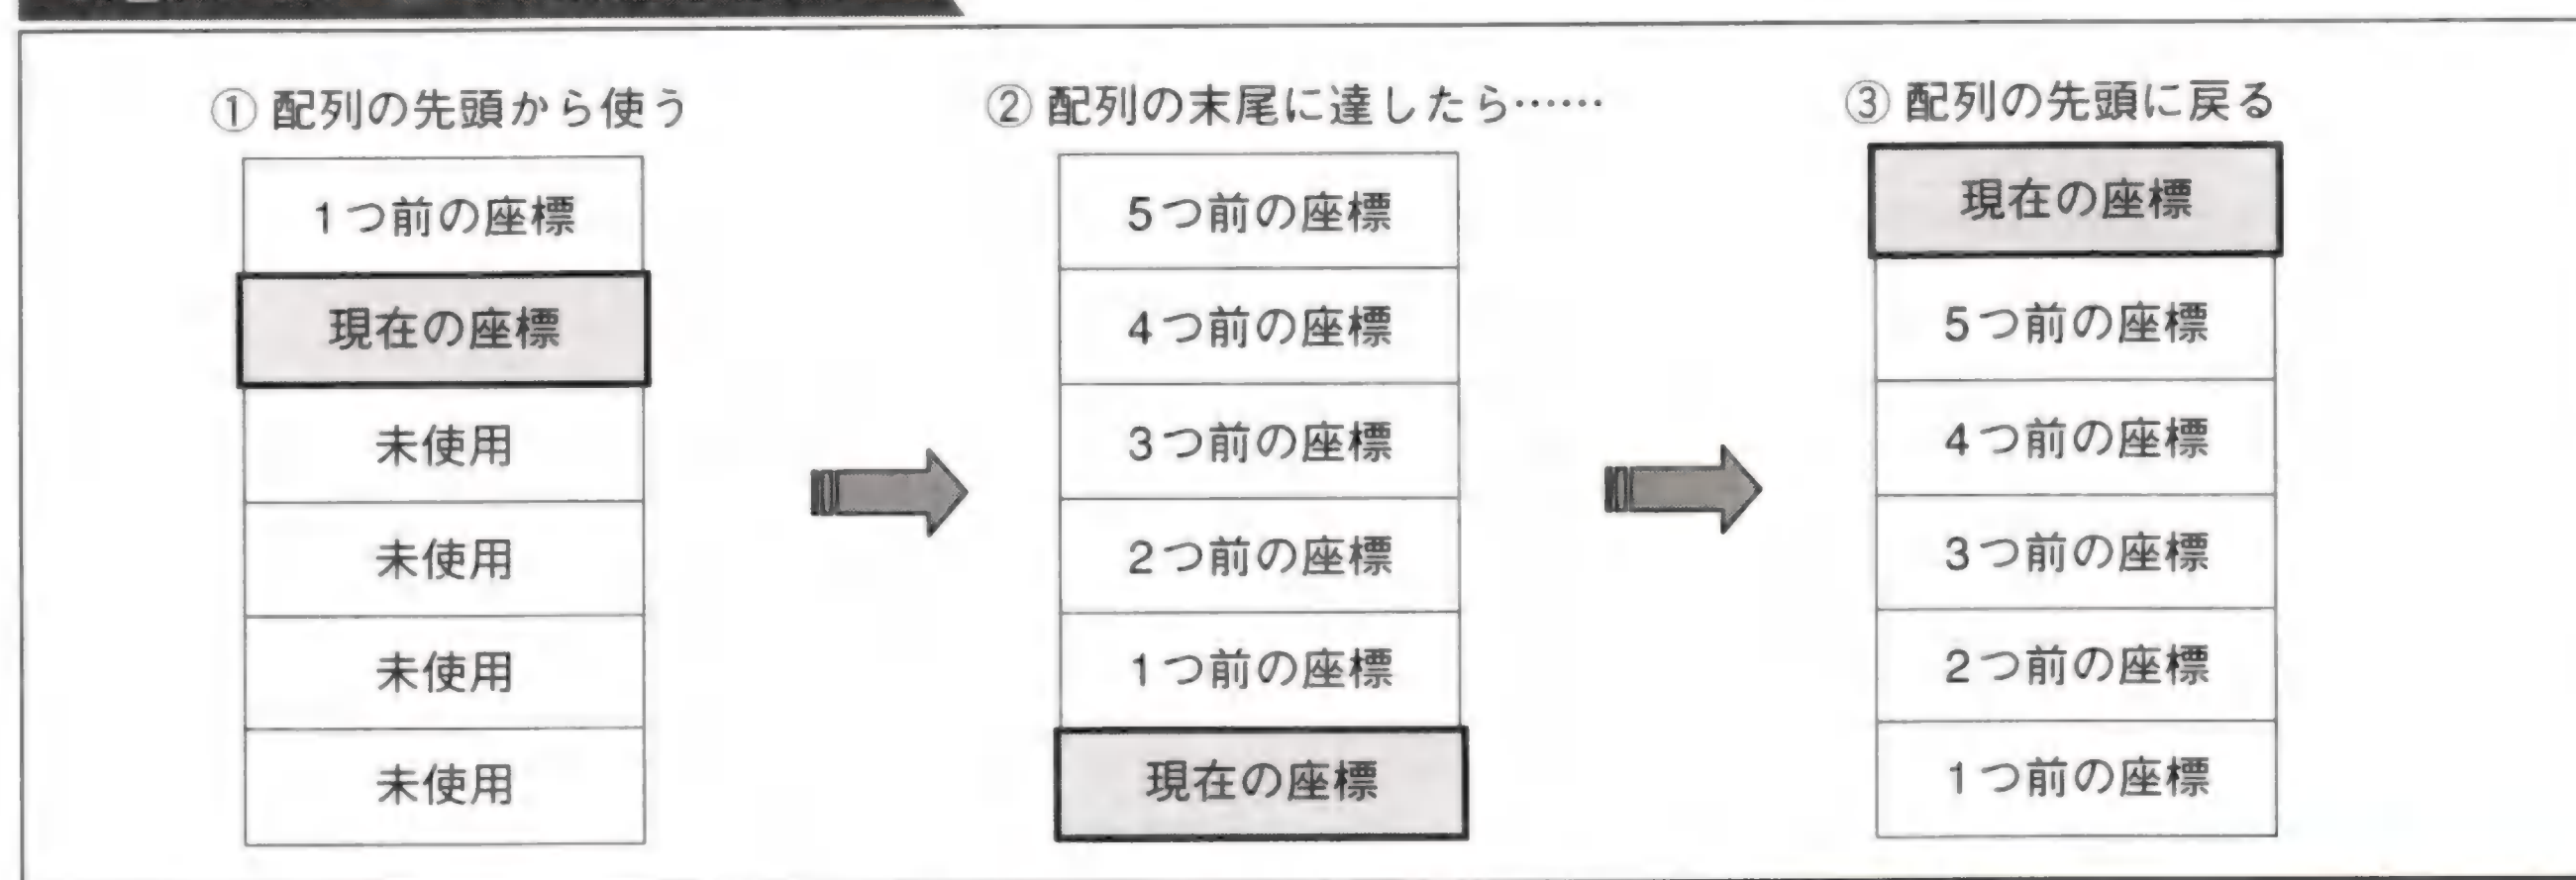 ① 配列の先頭から使う
1つ前の座標
現在の座標
未使用
未使用
未使用
未使用
② 配列の末尾に達したら……
5つ前の座標
4つ前の座標
3つ前の座標
2つ前の座標
1つ前の座標
現在の座標
③ 配列の先頭に戻る
現在の座標
5つ前の座標
4つ前の座標
3つ前の座標
2つ前の座標
1つ前の座標